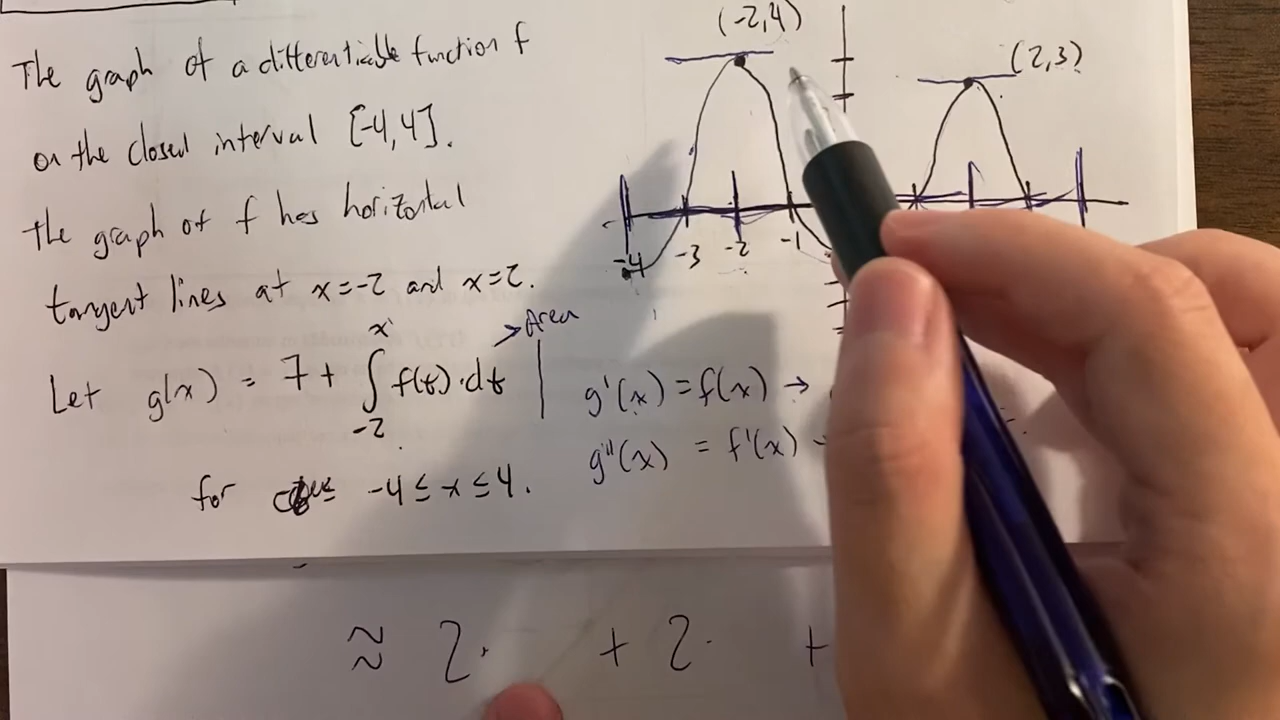 The graph of a differentiable function f
on the closed interval [-4,4].
the graph of f has horizontal
tangent lines at x=-2 and x=2.
Let g(x) = 7 + ∫_{-2}^{x} f(t)·dt → Area
for -4 ≤ x ≤ 4.
(-2,4)
(2,3)
-4 -3 -2 -1
g'(x) = f(x) →
g''(x) = f'(x)
≈ 2· + 2· +